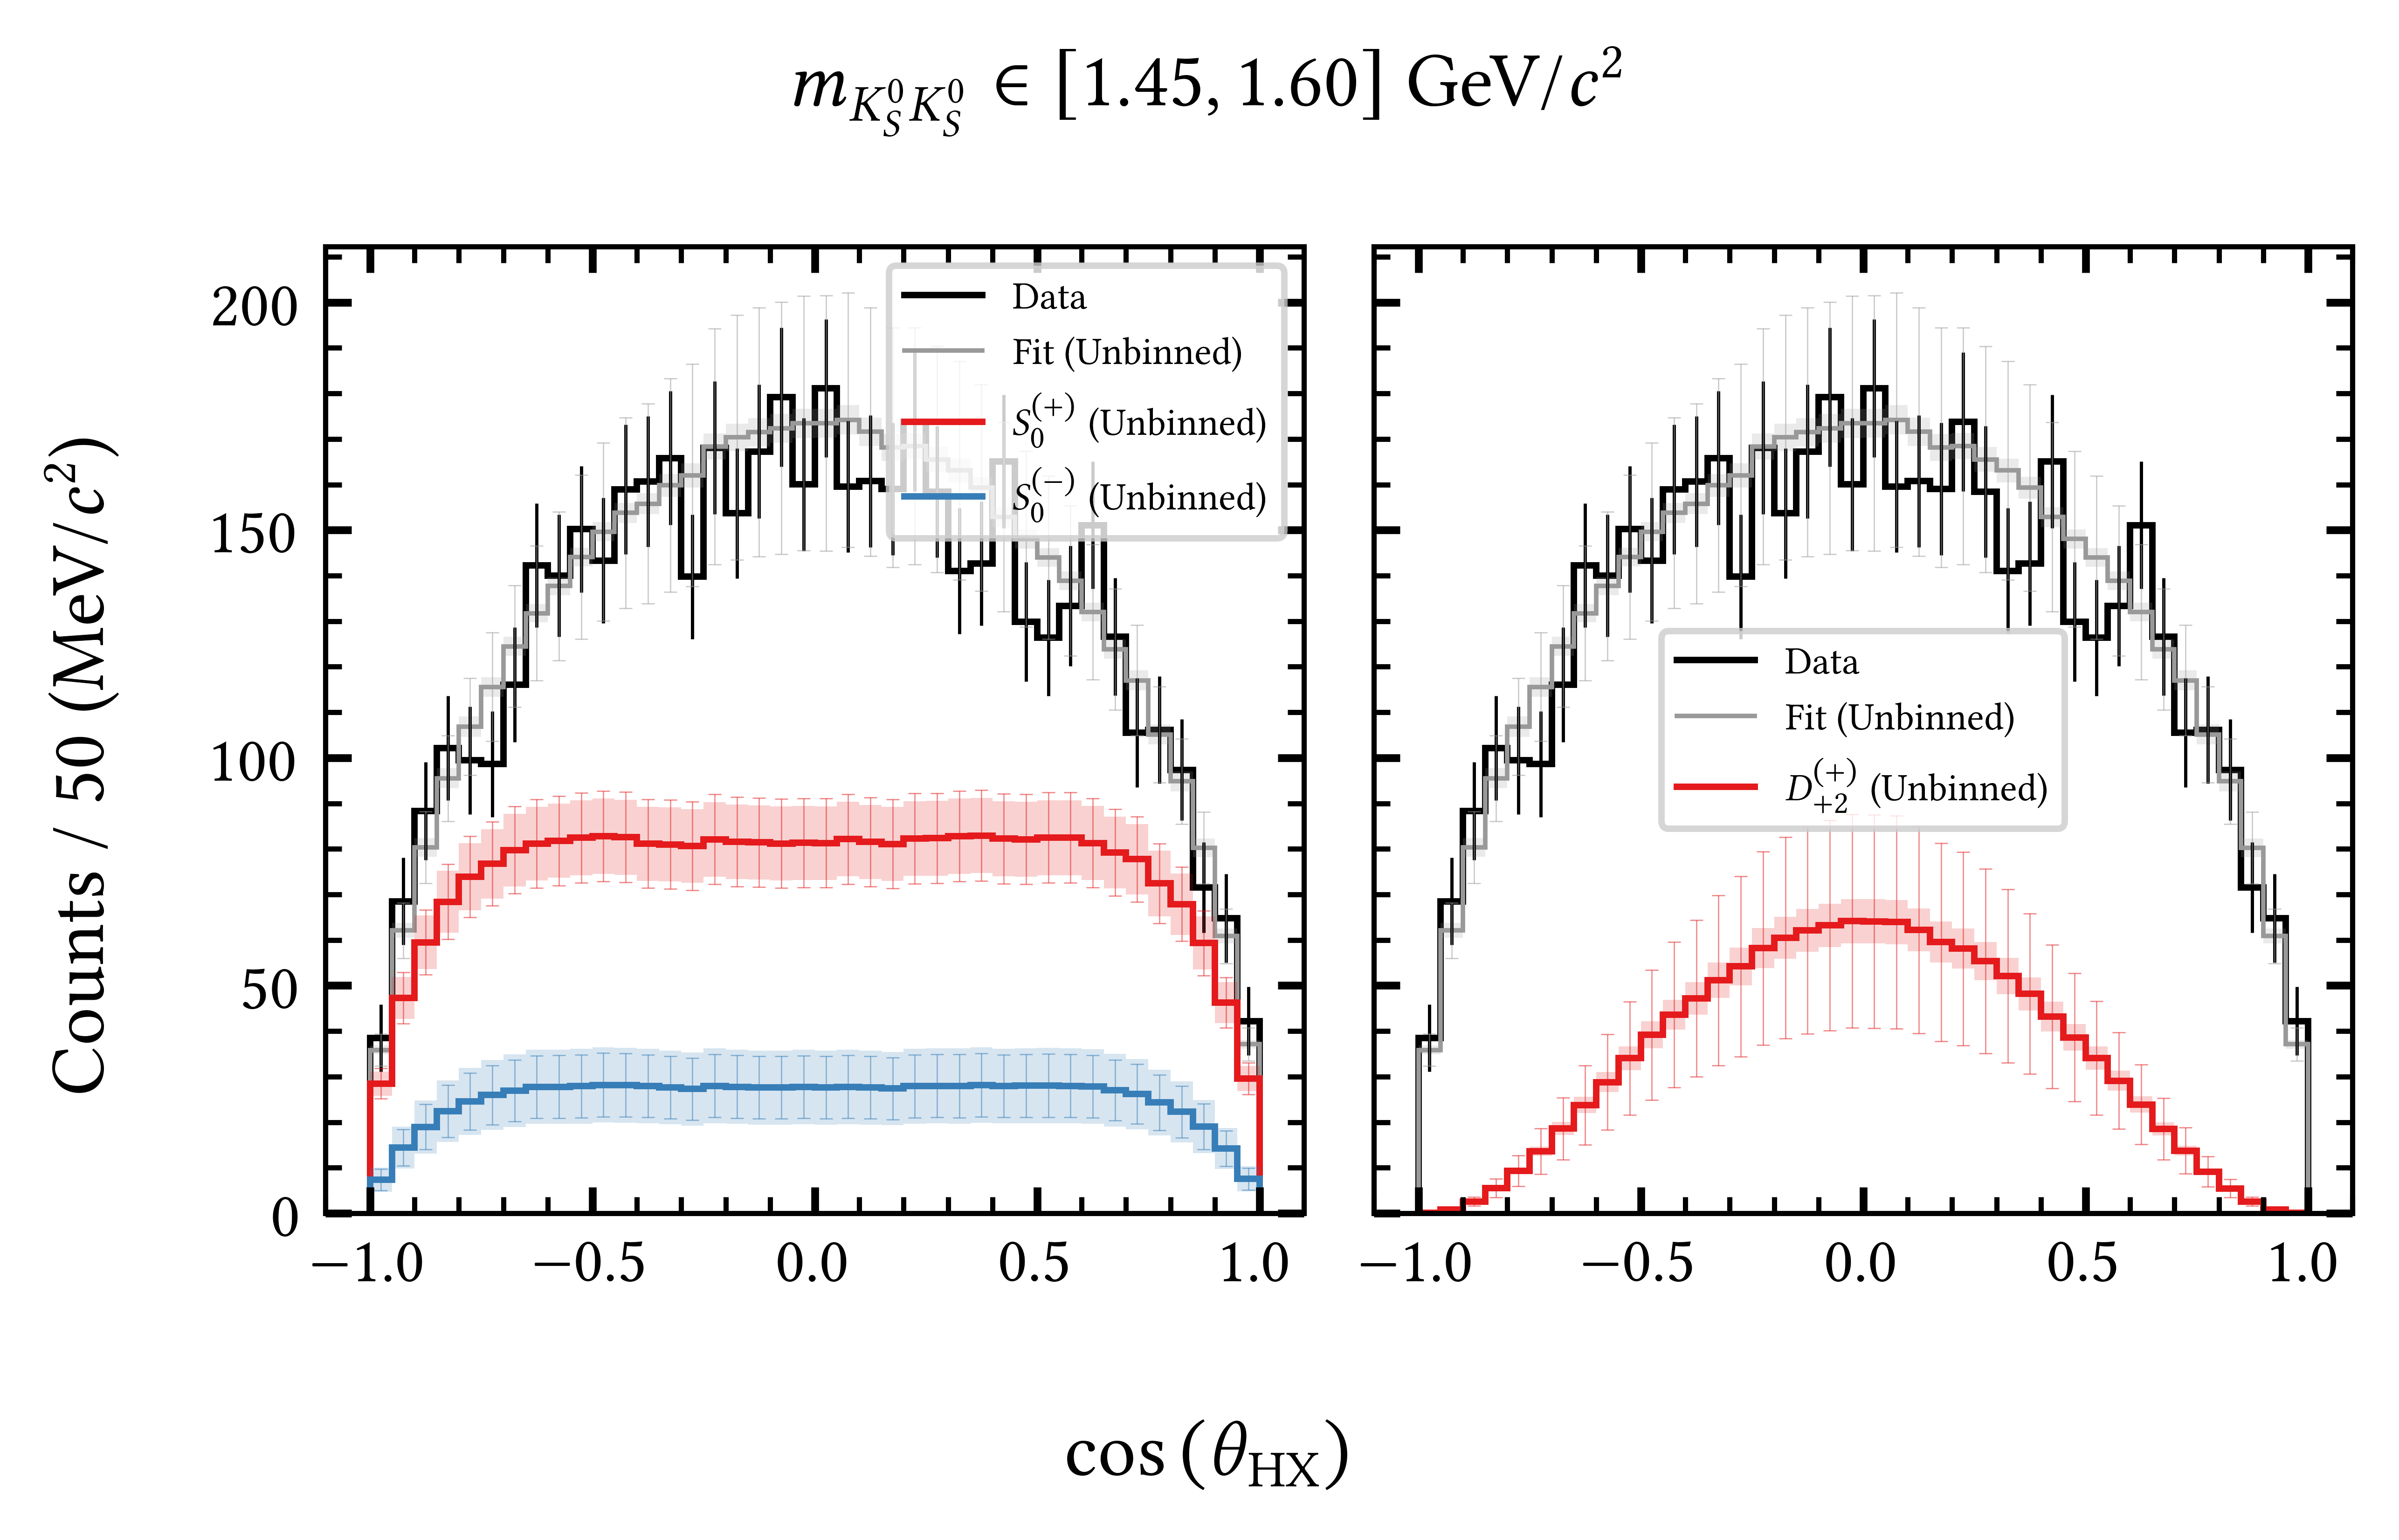 m_{K_S^0 K_S^0} ∈ [1.45, 1.60] GeV/c²
Counts / 50 (MeV/c²)
200
150
100
50
0
Data
Fit (Unbinned)
S_0^{(+)} (Unbinned)
S_0^{(−)} (Unbinned)
−1.0 −0.5 0.0 0.5 1.0
Data
Fit (Unbinned)
D_{+2}^{(+)} (Unbinned)
−1.0 −0.5 0.0 0.5 1.0
cos (θ_HX)